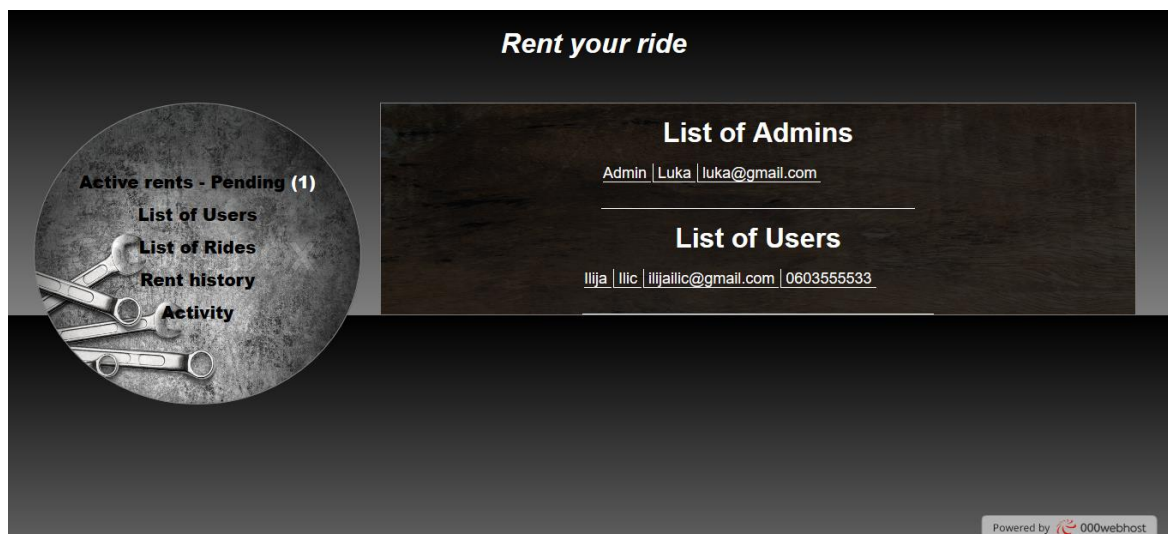 Rent your ride
Active rents - Pending (1)
List of Users
List of Rides
Rent history
Activity
List of Admins
Admin Luka luka@gmail.com
List of Users
Ilija Ilic ilijailic@gmail.com 0603555533
Powered by 000webhost